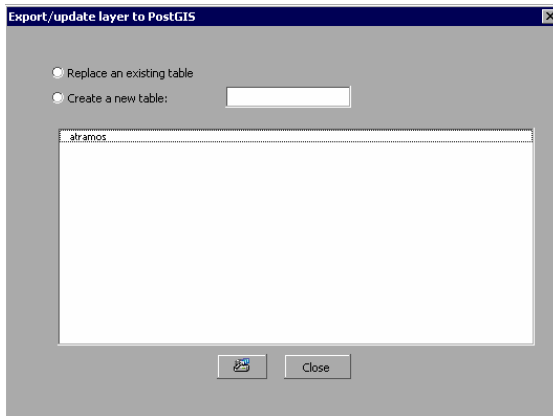 Export/update layer to PostGIS
Replace an existing table
Create a new table:
atramos
Close